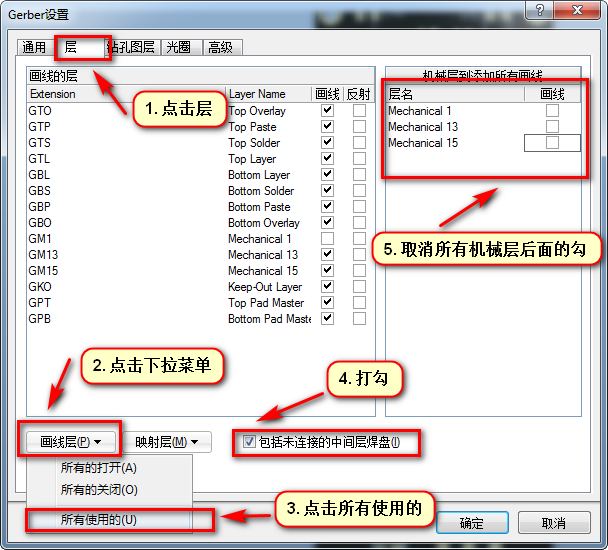 Gerber设置
通用 层 钻孔图层 光圈 高级
画线的层
Extension Layer Name 画线 反射
GTO Top Overlay
GTP Top Paste
GTS Top Solder
GTL Top Layer
GBL Bottom Layer
GBS Bottom Solder
GBP Bottom Paste
GBO Bottom Overlay
GM1 Mechanical 1
GM13 Mechanical 13
GM15 Mechanical 15
GKO Keep-Out Layer
GPT Top Pad Master
GPB Bottom Pad Maste
机械层到添加所有画线
层名 画线
Mechanical 1
Mechanical 13
Mechanical 15
1. 点击层
5. 取消所有机械层后面的勾
2. 点击下拉菜单
4. 打勾
画线层(P) 映射层(M) 包括未连接的中间层焊盘(I)
所有的打开(A)
所有的关闭(O)
所有使用的(U)
3. 点击所有使用的
确定 取消